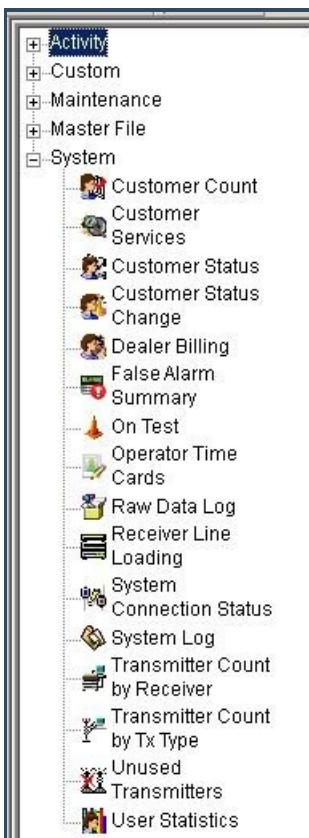 Activity
Custom
Maintenance
Master File
System
Customer Count
Customer
Services
Customer Status
Customer Status
Change
Dealer Billing
False Alarm
Summary
On Test
Operator Time
Cards
Raw Data Log
Receiver Line
Loading
System
Connection Status
System Log
Transmitter Count
by Receiver
Transmitter Count
by Tx Type
Unused
Transmitters
User Statistics